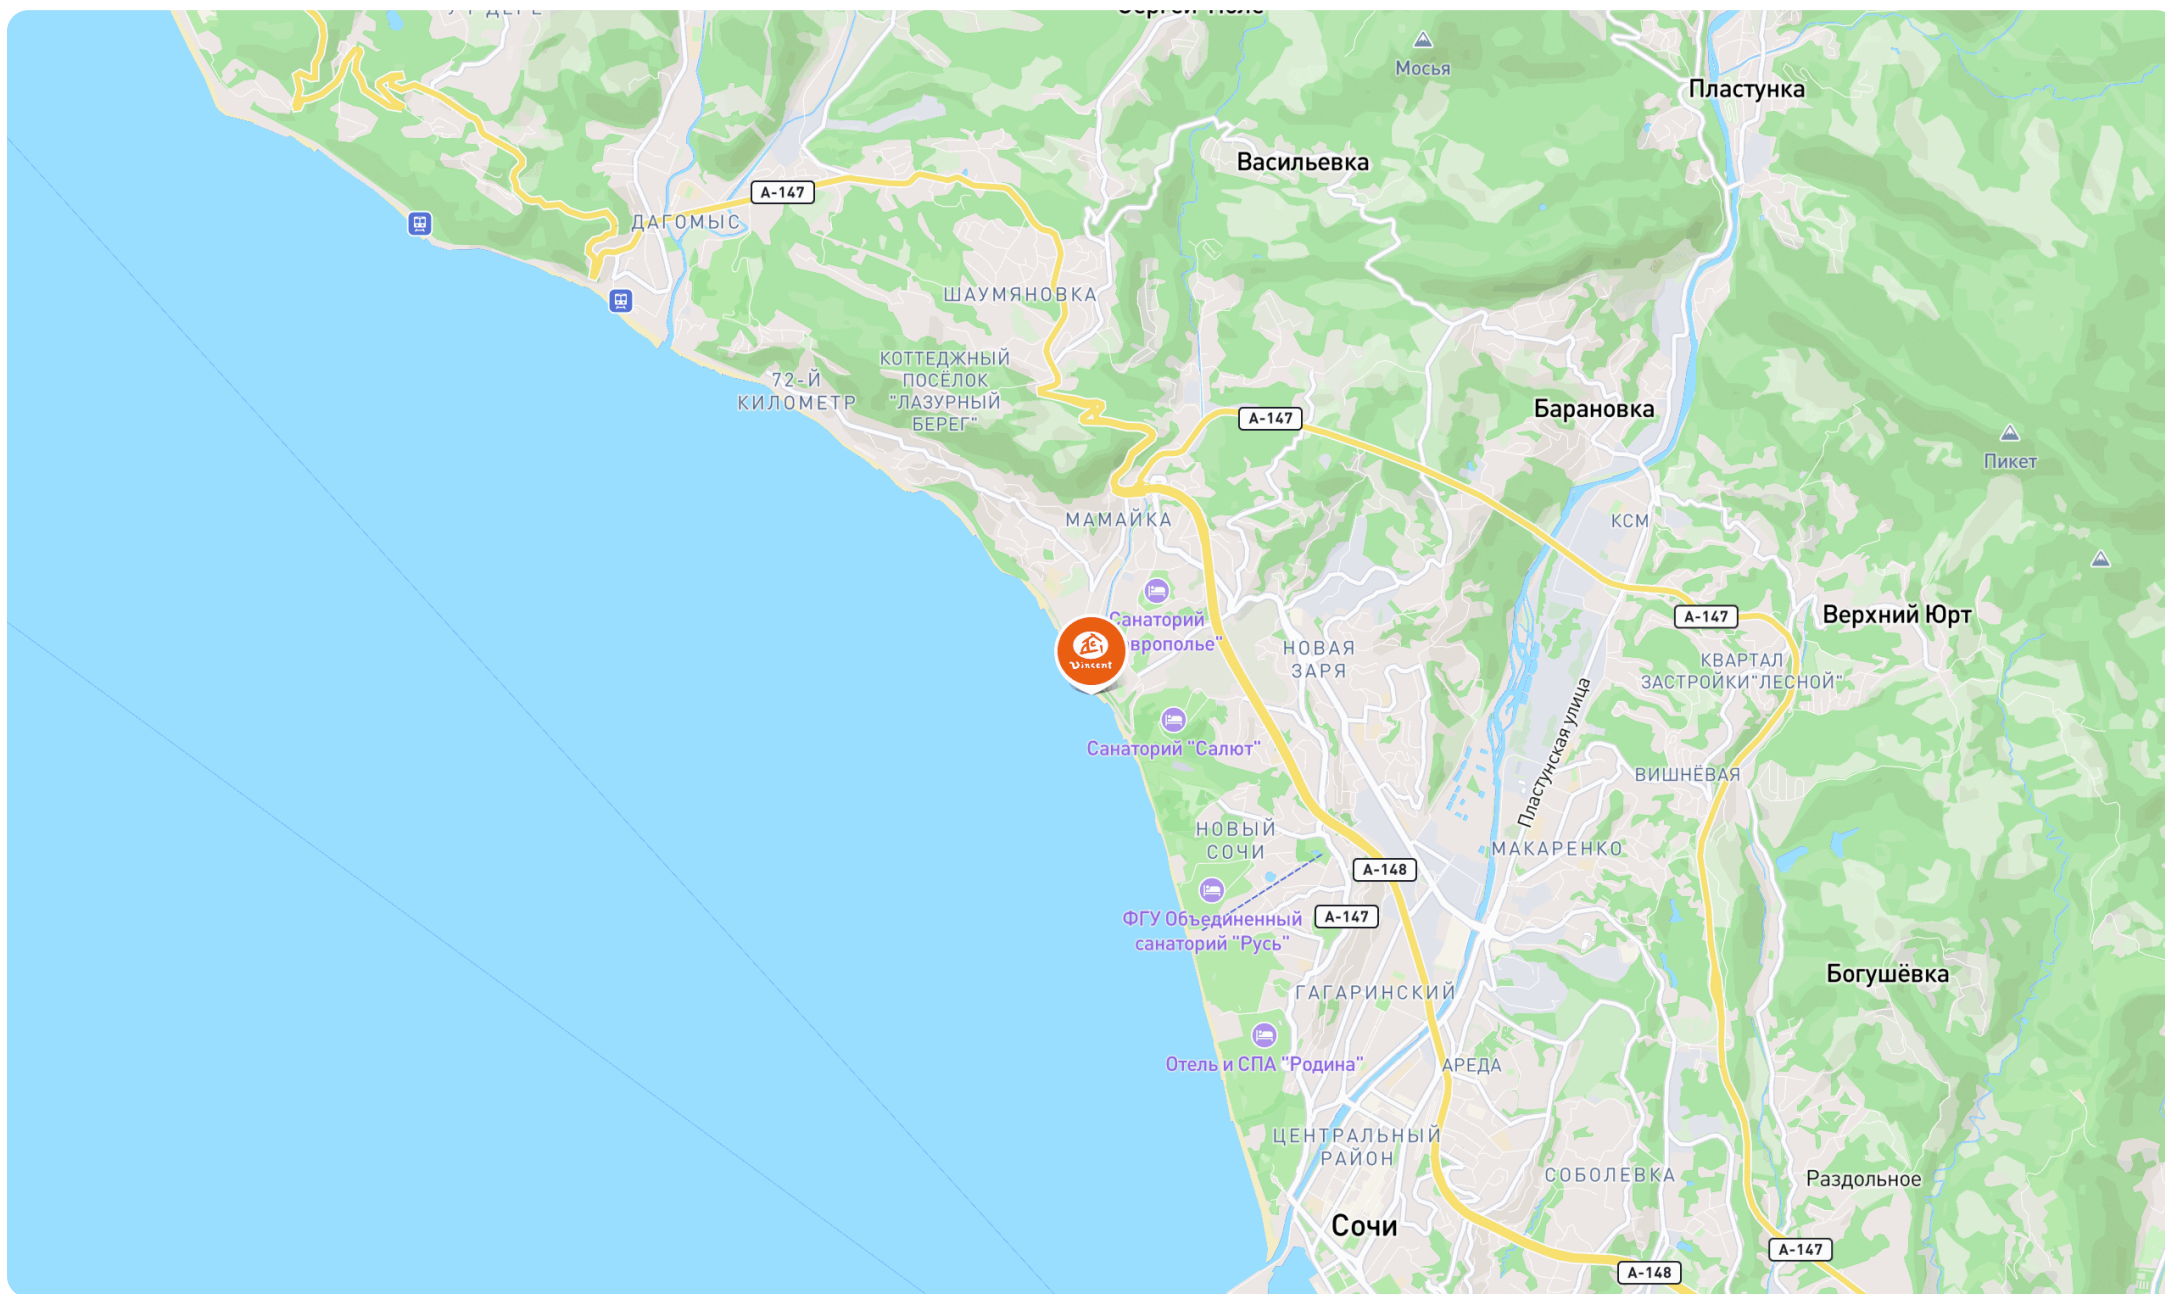 Мосья
Пластунка
Васильевка
А-147
ДАГОМЫС
ШАУМЯНОВКА
КОТТЕДЖНЫЙ
ПОСЁЛОК
"ЛАЗУРНЫЙ
БЕРЕГ"
72-Й
КИЛОМЕТР
А-147
Барановка
Пикет
МАМАЙКА
КСМ
Санаторий
врополье"
Vincent
А-147
Верхний Юрт
НОВАЯ
ЗАРЯ
КВАРТАЛ
ЗАСТРОЙКИ"ЛЕСНОЙ"
Пластунская улица
Санаторий "Салют"
ВИШНЁВАЯ
НОВЫЙ
СОЧИ
МАКАРЕНКО
А-148
А-147
ФГУ Объединенный
санаторий "Русь"
Богушёвка
ГАГАРИНСКИЙ
Отель и СПА "Родина"
АРЕДА
ЦЕНТРАЛЬНЫЙ
РАЙОН
СОБОЛЕВКА
Раздольное
Сочи
А-147
А-148